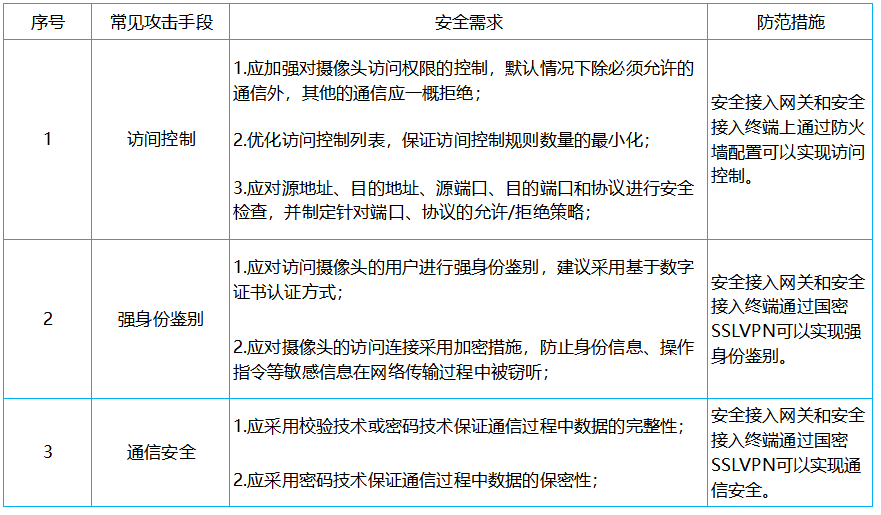 序号 常见攻击手段 安全需求 防范措施
1 访间控制
1.应加强对摄像头访问权限的控制，默认情况下除必须允许的
通信外，其他的通信应一概拒绝；
2.优化访问控制列表，保证访间控制规则数量的最小化；
3.应对源地址、目的地址、源端口、目的端口和协议进行安全
检查，并制定针对端口、协议的允许/拒绝策略；
安全接入网关和安全
接入终端上通过防火
墙配置可以实现访问
控制。
2 强身份鉴别
1.应对访问摄像头的用户进行强身份鉴别，建议采用基于数字
证书认证方式；
2.应对摄像头的访问连接采用加密措施，防止身份信息、操作
指令等敏感信息在网络传输过程中被窃听；
安全接入网关和安全
接入终端通过国密
SSLVPN可以实现强
身份鉴别。
3 通信安全
1.应采用校验技术或密码技术保证通信过程中数据的完整性；
2.应采用密码技术保证通信过程中数据的保密性；
安全接入网关和安全
接入终端通过国密
SSLVPN可以实现通
信安全。